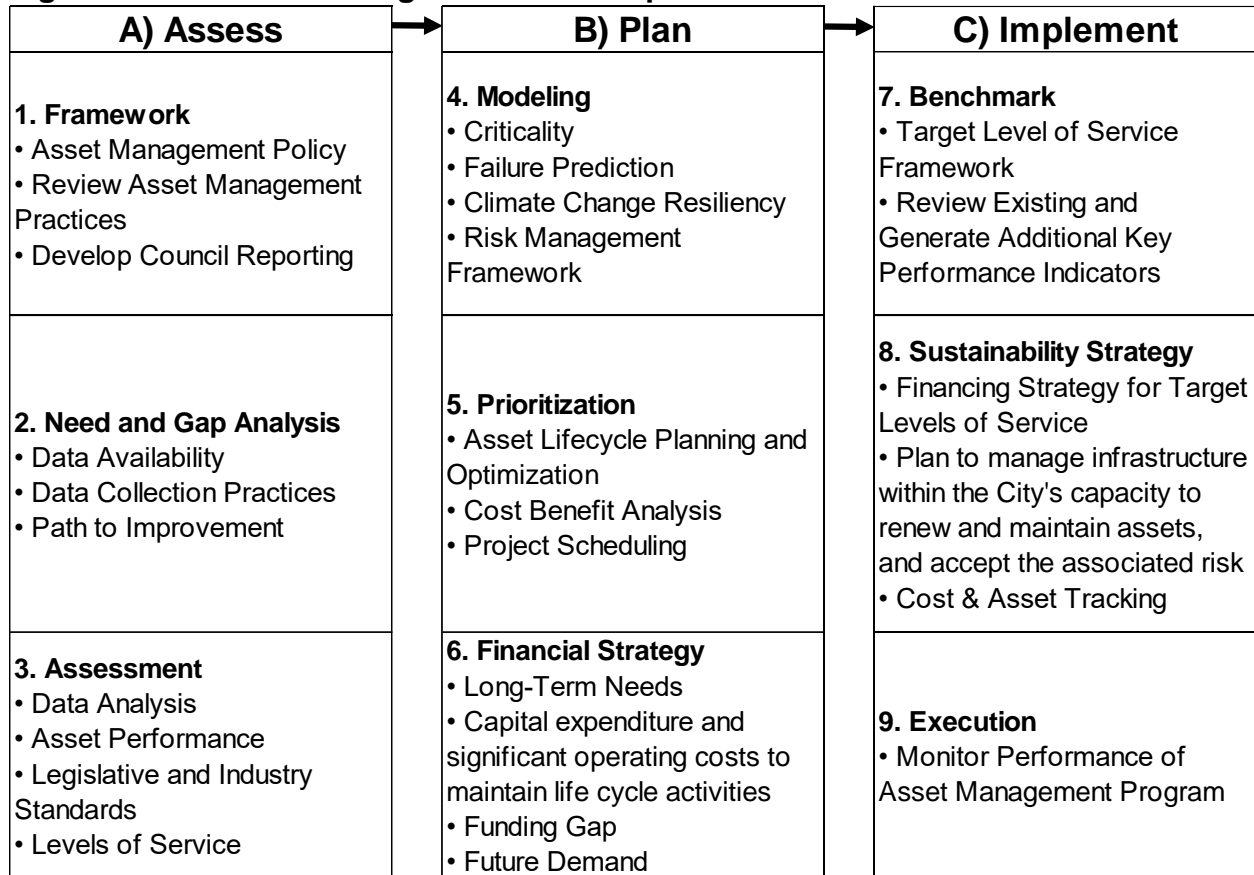 A) Assess
1. Framework
• Asset Management Policy
• Review Asset Management
Practices
• Develop Council Reporting
2. Need and Gap Analysis
• Data Availability
• Data Collection Practices
• Path to Improvement
3. Assessment
• Data Analysis
• Asset Performance
• Legislative and Industry
Standards
• Levels of Service
B) Plan
4. Modeling
• Criticality
• Failure Prediction
• Climate Change Resiliency
• Risk Management
Framework
5. Prioritization
• Asset Lifecycle Planning and
Optimization
• Cost Benefit Analysis
• Project Scheduling
6. Financial Strategy
• Long-Term Needs
• Capital expenditure and
significant operating costs to
maintain life cycle activities
• Funding Gap
• Future Demand
C) Implement
7. Benchmark
• Target Level of Service
Framework
• Review Existing and
Generate Additional Key
Performance Indicators
8. Sustainability Strategy
• Financing Strategy for Target
Levels of Service
• Plan to manage infrastructure
within the City's capacity to
renew and maintain assets,
and accept the associated risk
• Cost & Asset Tracking
9. Execution
• Monitor Performance of
Asset Management Program